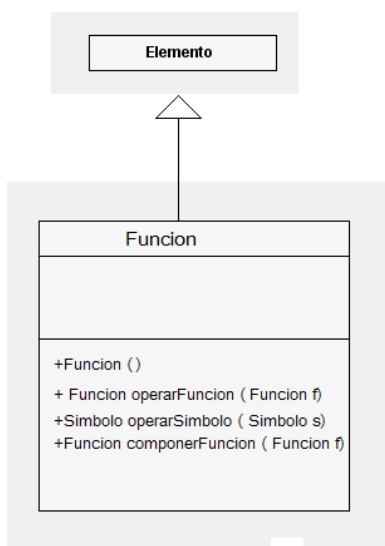 Elemento
Funcion
+Funcion ()
+ Funcion operarFuncion ( Funcion f)
+Simbolo operarSimbolo ( Simbolo s)
+Funcion componerFuncion ( Funcion f)